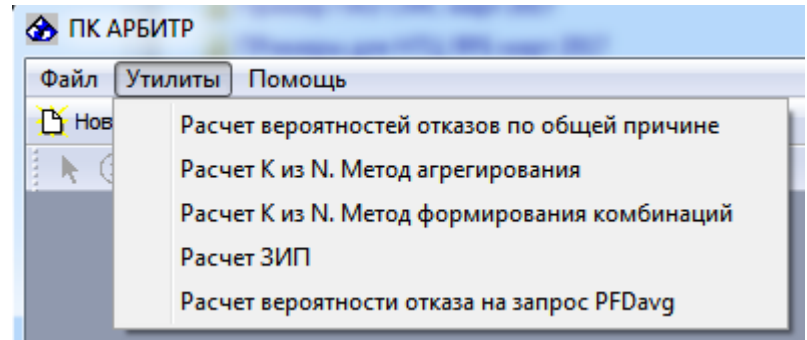 ПК АРБИТР
Файл Утилиты Помощь
Нов
Расчет вероятностей отказов по общей причине
Расчет К из N. Метод агрегирования
Расчет К из N. Метод формирования комбинаций
Расчет ЗИП
Расчет вероятности отказа на запрос PFDavg